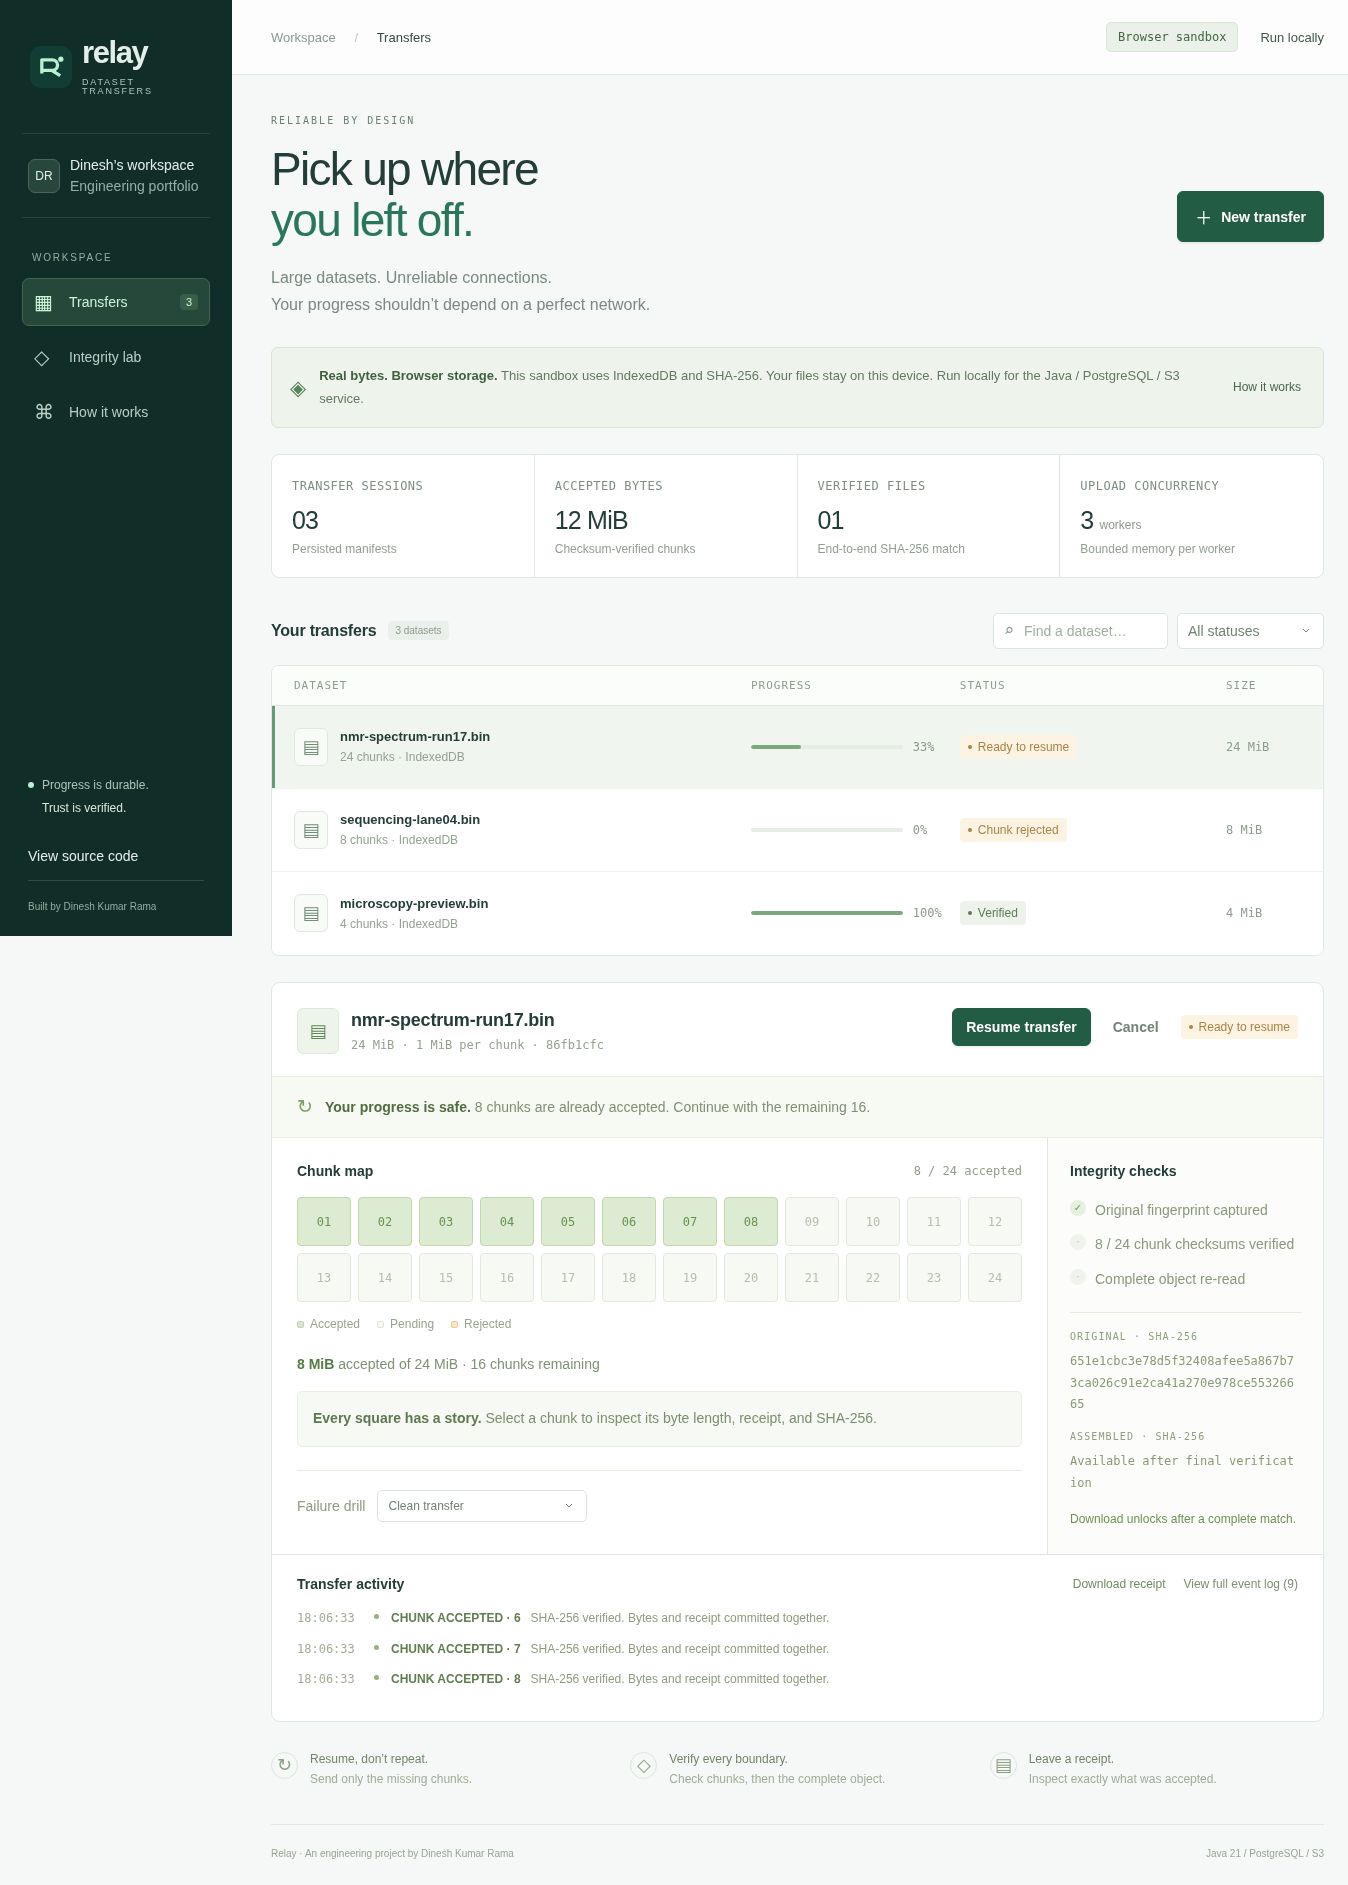 relay
DATASET
TRANSFERS
DR
Dinesh’s workspace
Engineering portfolio
WORKSPACE
Transfers 3
Integrity lab
How it works
Progress is durable.
Trust is verified.
View source code
Built by Dinesh Kumar Rama
Workspace / Transfers
Browser sandbox
Run locally
RELIABLE BY DESIGN
Pick up where
you left off.
Large datasets. Unreliable connections.
Your progress shouldn’t depend on a perfect network.
New transfer
Real bytes. Browser storage. This sandbox uses IndexedDB and SHA-256. Your files stay on this device. Run locally for the Java / PostgreSQL / S3
service.
How it works
TRANSFER SESSIONS
03
Persisted manifests
ACCEPTED BYTES
12 MiB
Checksum-verified chunks
VERIFIED FILES
01
End-to-end SHA-256 match
UPLOAD CONCURRENCY
3 workers
Bounded memory per worker
Your transfers 3 datasets
Find a dataset…
All statuses
DATASET PROGRESS STATUS SIZE
nmr-spectrum-run17.bin
24 chunks · IndexedDB
33% Ready to resume 24 MiB
sequencing-lane04.bin
8 chunks · IndexedDB
0% Chunk rejected 8 MiB
microscopy-preview.bin
4 chunks · IndexedDB
100% Verified 4 MiB
nmr-spectrum-run17.bin
24 MiB · 1 MiB per chunk · 86fb1cfc
Resume transfer Cancel Ready to resume
Your progress is safe. 8 chunks are already accepted. Continue with the remaining 16.
Chunk map 8 / 24 accepted
01 02 03 04 05 06 07 08 09 10 11 12
13 14 15 16 17 18 19 20 21 22 23 24
Accepted Pending Rejected
8 MiB accepted of 24 MiB · 16 chunks remaining
Every square has a story. Select a chunk to inspect its byte length, receipt, and SHA-256.
Failure drill Clean transfer
Integrity checks
Original fingerprint captured
8 / 24 chunk checksums verified
Complete object re-read
ORIGINAL · SHA-256
651e1cbc3e78d5f32408afee5a867b7
3ca026c91e2ca41a270e978ce553266
65
ASSEMBLED · SHA-256
Available after final verificat
ion
Download unlocks after a complete match.
Transfer activity
Download receipt View full event log (9)
18:06:33 CHUNK ACCEPTED · 6 SHA-256 verified. Bytes and receipt committed together.
18:06:33 CHUNK ACCEPTED · 7 SHA-256 verified. Bytes and receipt committed together.
18:06:33 CHUNK ACCEPTED · 8 SHA-256 verified. Bytes and receipt committed together.
Resume, don’t repeat.
Send only the missing chunks.
Verify every boundary.
Check chunks, then the complete object.
Leave a receipt.
Inspect exactly what was accepted.
Relay · An engineering project by Dinesh Kumar Rama
Java 21 / PostgreSQL / S3